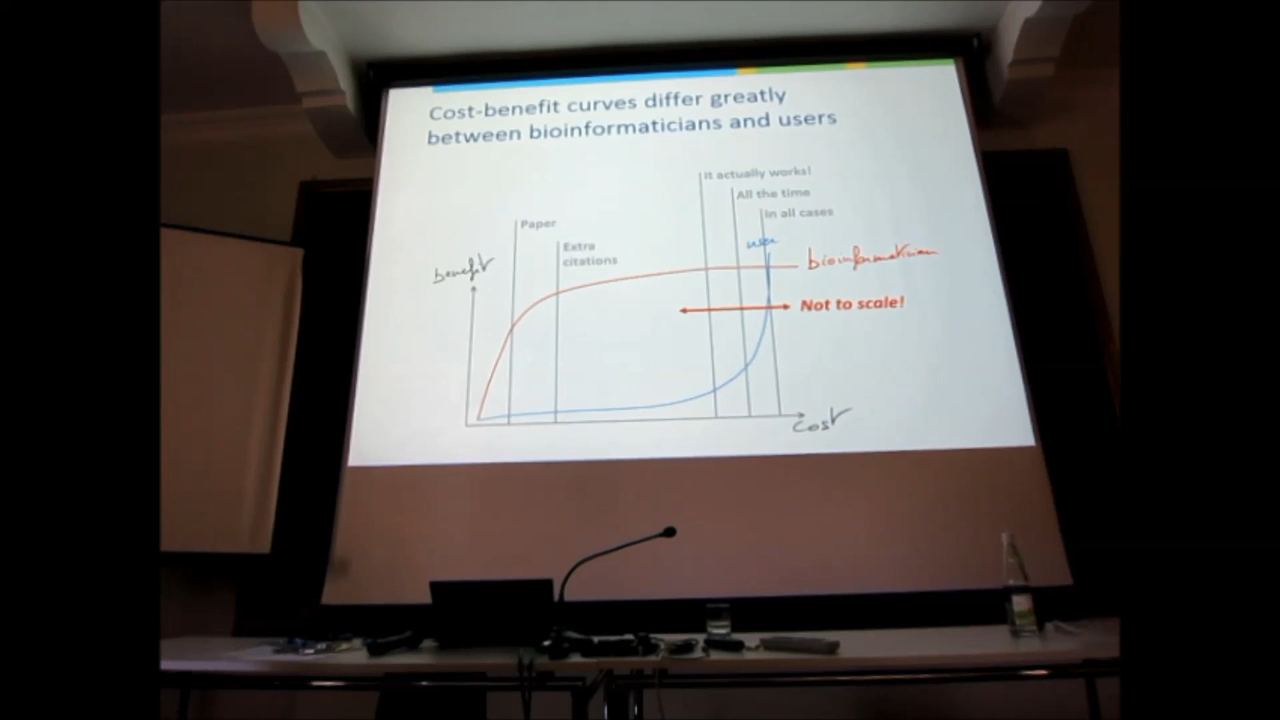 Cost-benefit curves differ greatly
between bioinformaticians and users
It actually works!
All the time
In all cases
Paper
Extra
citations
user
benefit
bioinformatician
Not to scale!
cost